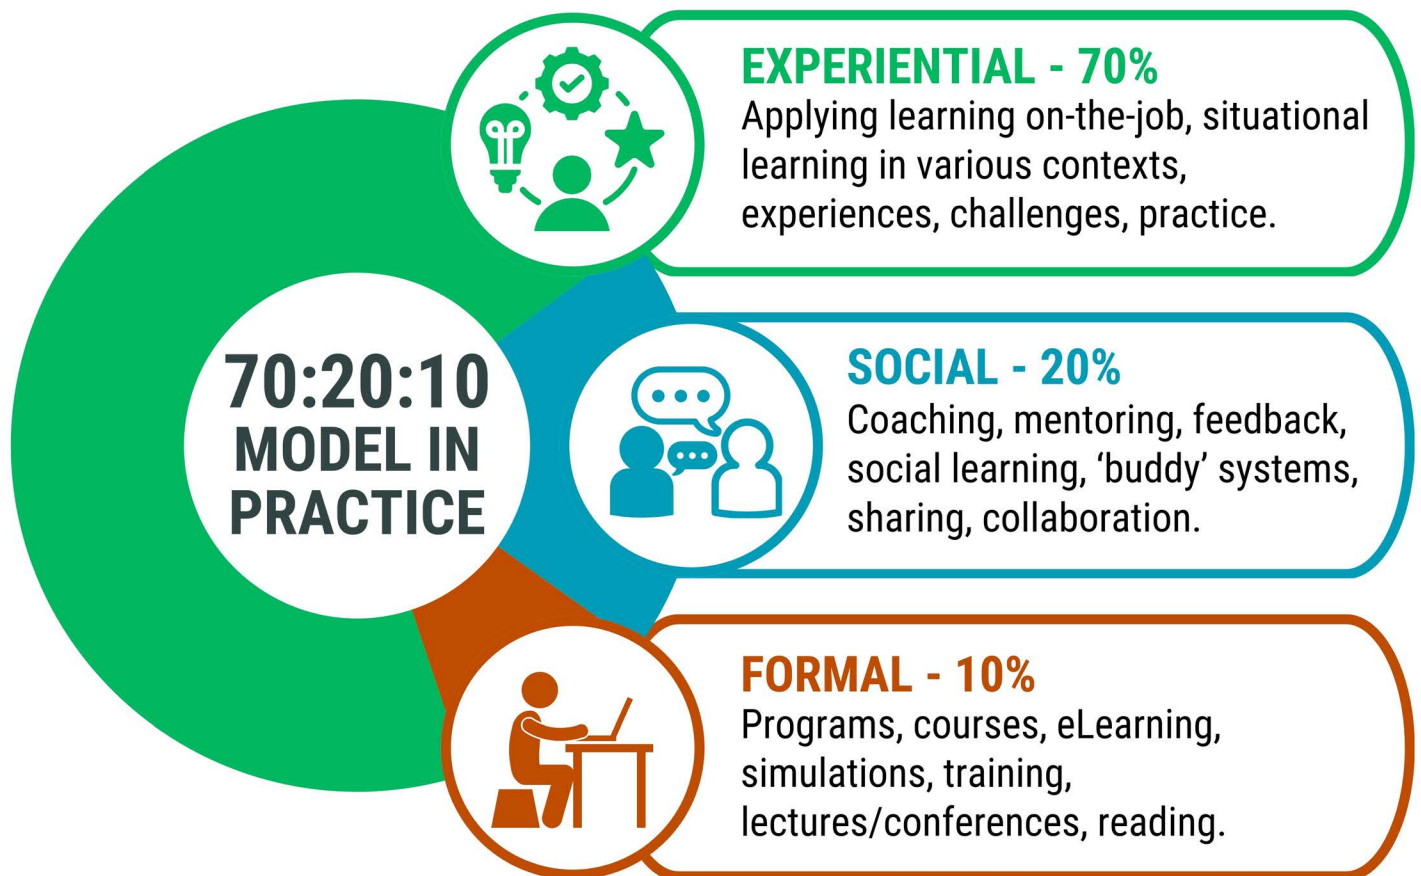 70:20:10
MODEL IN
PRACTICE
EXPERIENTIAL - 70%
Applying learning on-the-job, situational
learning in various contexts,
experiences, challenges, practice.
SOCIAL - 20%
Coaching, mentoring, feedback,
social learning, ‘buddy’ systems,
sharing, collaboration.
FORMAL - 10%
Programs, courses, eLearning,
simulations, training,
lectures/conferences, reading.